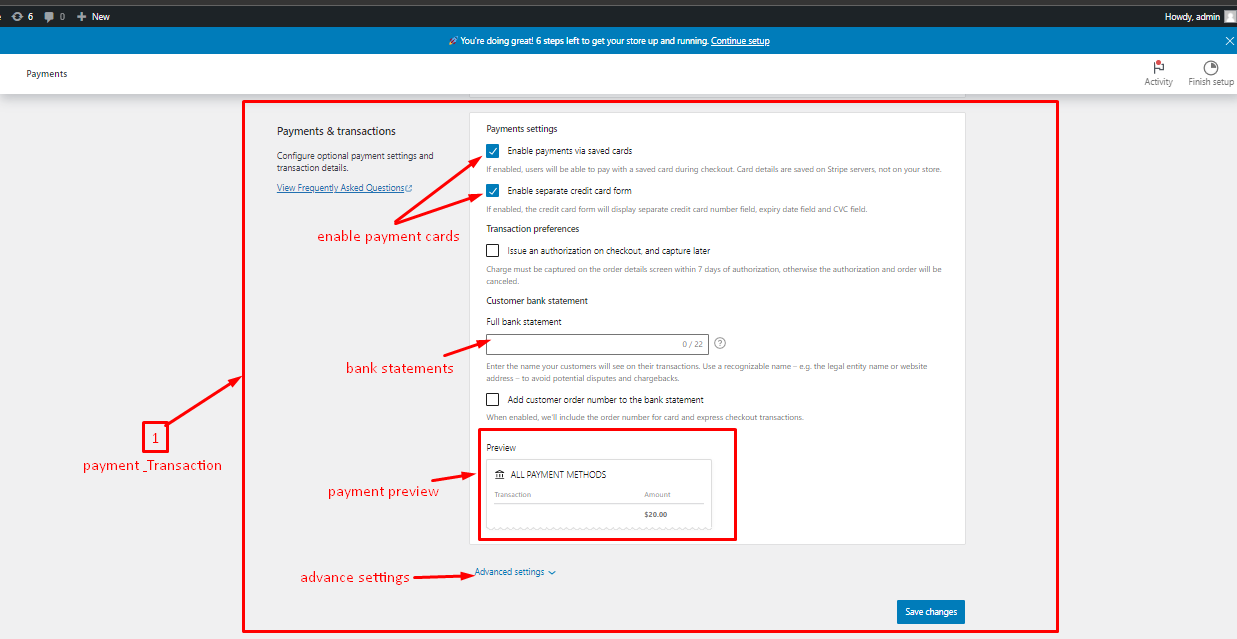 6 0 New Howdy, admin
🚀 You're doing great! 6 steps left to get your store up and running. Continue setup
Payments
Activity Finish setup
Payments & transactions
Configure optional payment settings and
transaction details.
View Frequently Asked Questions
Payments settings
Enable payments via saved cards
If enabled, users will be able to pay with a saved card during checkout. Card details are saved on Stripe servers, not on your store.
Enable separate credit card form
If enabled, the credit card form will display separate credit card number field, expiry date field and CVC field.
enable payment cards
Transaction preferences
Issue an authorization on checkout, and capture later
Charge must be captured on the order details screen within 7 days of authorization, otherwise the authorization and order will be
canceled.
Customer bank statement
Full bank statement
0 / 22
bank statements
Enter the name your customers will see on their transactions. Use a recognizable name – e.g. the legal entity name or website
address – to avoid potential disputes and chargebacks.
Add customer order number to the bank statement
When enabled, we'll include the order number for card and express checkout transactions.
1
payment _Transaction
Preview
ALL PAYMENT METHODS
Transaction Amount
$20.00
payment preview
Advanced settings
advance settings
Save changes